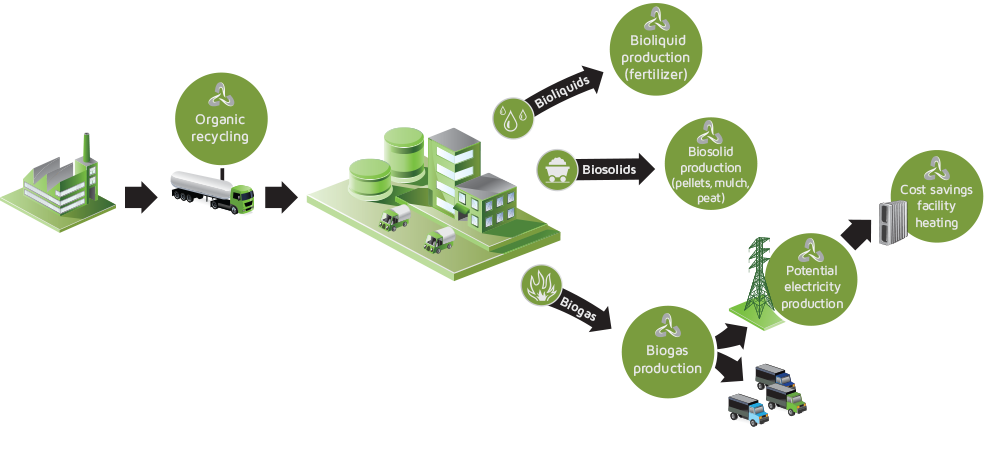 Organic
recycling
Bioliquids
Bioliquid
production
(fertilizer)
Biosolids
Biosolid
production
(pellets, mulch,
peat)
Biogas
Biogas
production
Potential
electricity
production
Cost savings
facility
heating